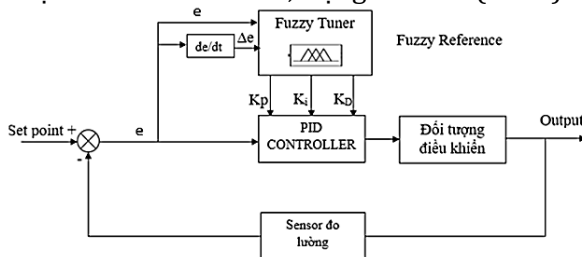 e
Fuzzy Tuner
Fuzzy Reference
de/dt
Δe
Kp
Ki
KD
Set point +
e
PID
CONTROLLER
Đối tượng
điều khiển
Output
-
Sensor đo
lường